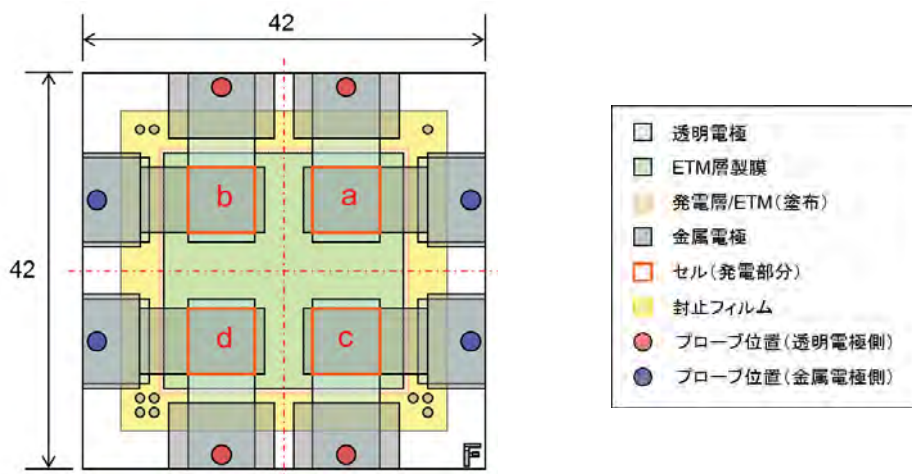 42
42
b
a
d
c
F
透明電極
ETM層製膜
発電層/ETM(塗布)
金属電極
セル(発電部分)
封止フィルム
プローブ位置(透明電極側)
プローブ位置(金属電極側)